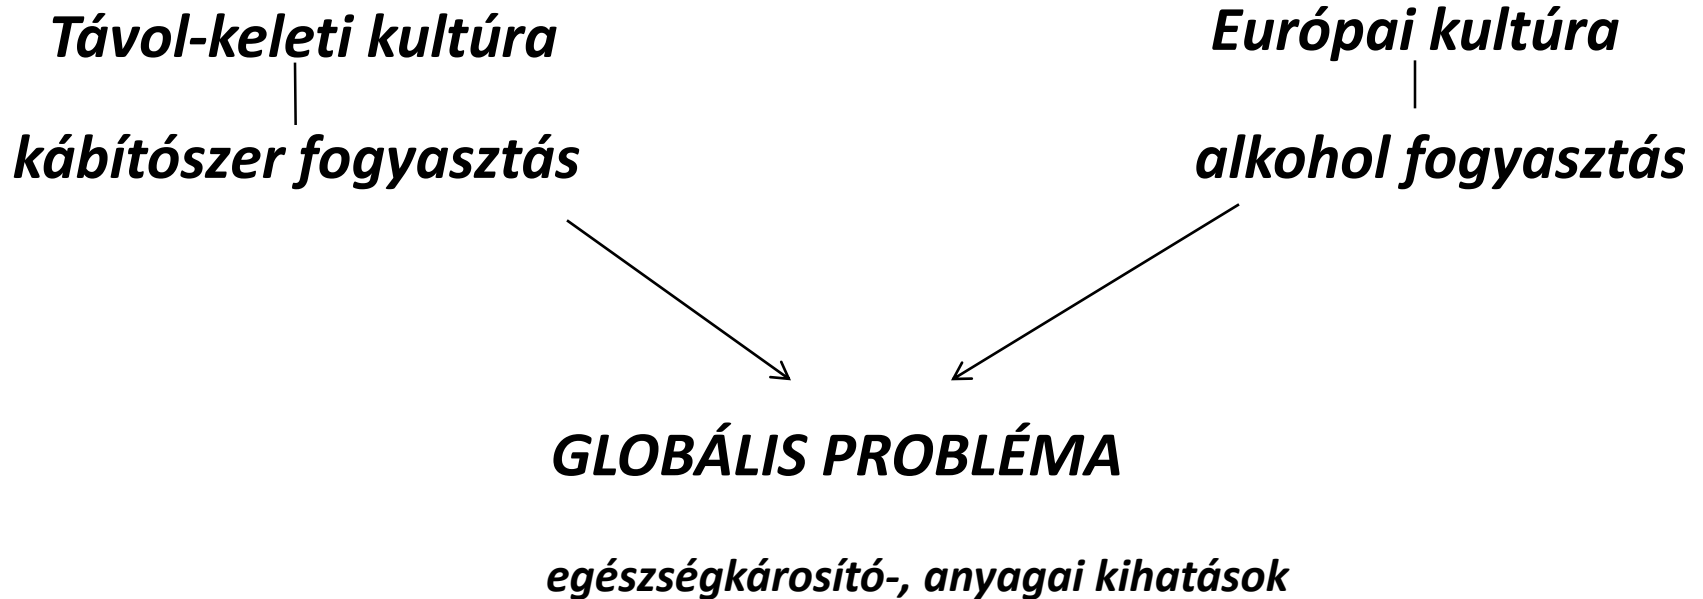 Távol-keleti kultúra
kábítószer fogyasztás
Európai kultúra
alkohol fogyasztás
GLOBÁLIS PROBLÉMA
egészségkárosító-, anyagai kihatások